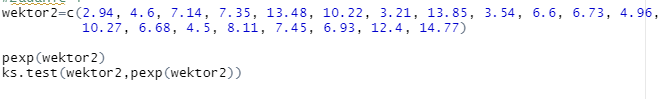 wektor2=c(2.94, 4.6, 7.14, 7.35, 13.48, 10.22, 3.21, 13.85, 3.54, 6.6, 6.73, 4.96,
10.27, 6.68, 4.5, 8.11, 7.45, 6.93, 12.4, 14.77)
pexp(wektor2)
ks.test(wektor2,pexp(wektor2))